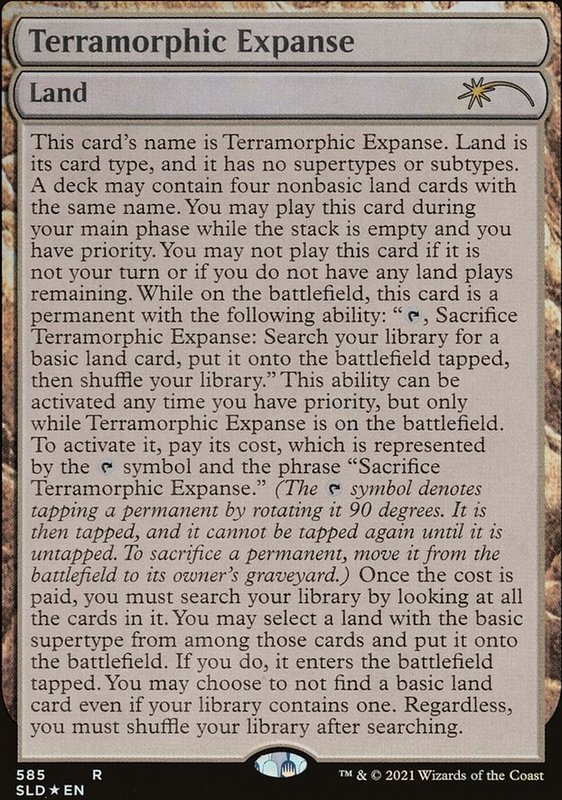 Terramorphic Expanse
Land
This card's name is Terramorphic Expanse. Land is
its card type, and it has no supertypes or subtypes.
A deck may contain four nonbasic land cards with
the same name. You may play this card during
your main phase while the stack is empty and you
have priority. You may not play this card if it is
not your turn or if you do not have any land plays
remaining. While on the battlefield, this card is a
permanent with the following ability: “, Sacrifice
Terramorphic Expanse: Search your library for a
basic land card, put it onto the battlefield tapped,
then shuffle your library.” This ability can be
activated any time you have priority, but only
while Terramorphic Expanse is on the battlefield.
To activate it, pay its cost, which is represented
by the symbol and the phrase “Sacrifice
Terramorphic Expanse.” (The symbol denotes
tapping a permanent by rotating it 90 degrees. It is
then tapped, and it cannot be tapped again until it is
untapped. To sacrifice a permanent, move it from the
battlefield to its owner's graveyard.) Once the cost is
paid, you must search your library by looking at all
the cards in it. You may select a land with the basic
supertype from among those cards and put it onto
the battlefield. If you do, it enters the battlefield
tapped. You may choose to not find a basic land
card even if your library contains one. Regardless,
you must shuffle your library after searching.
585 R
SLD★EN
™ & © 2021 Wizards of the Coast